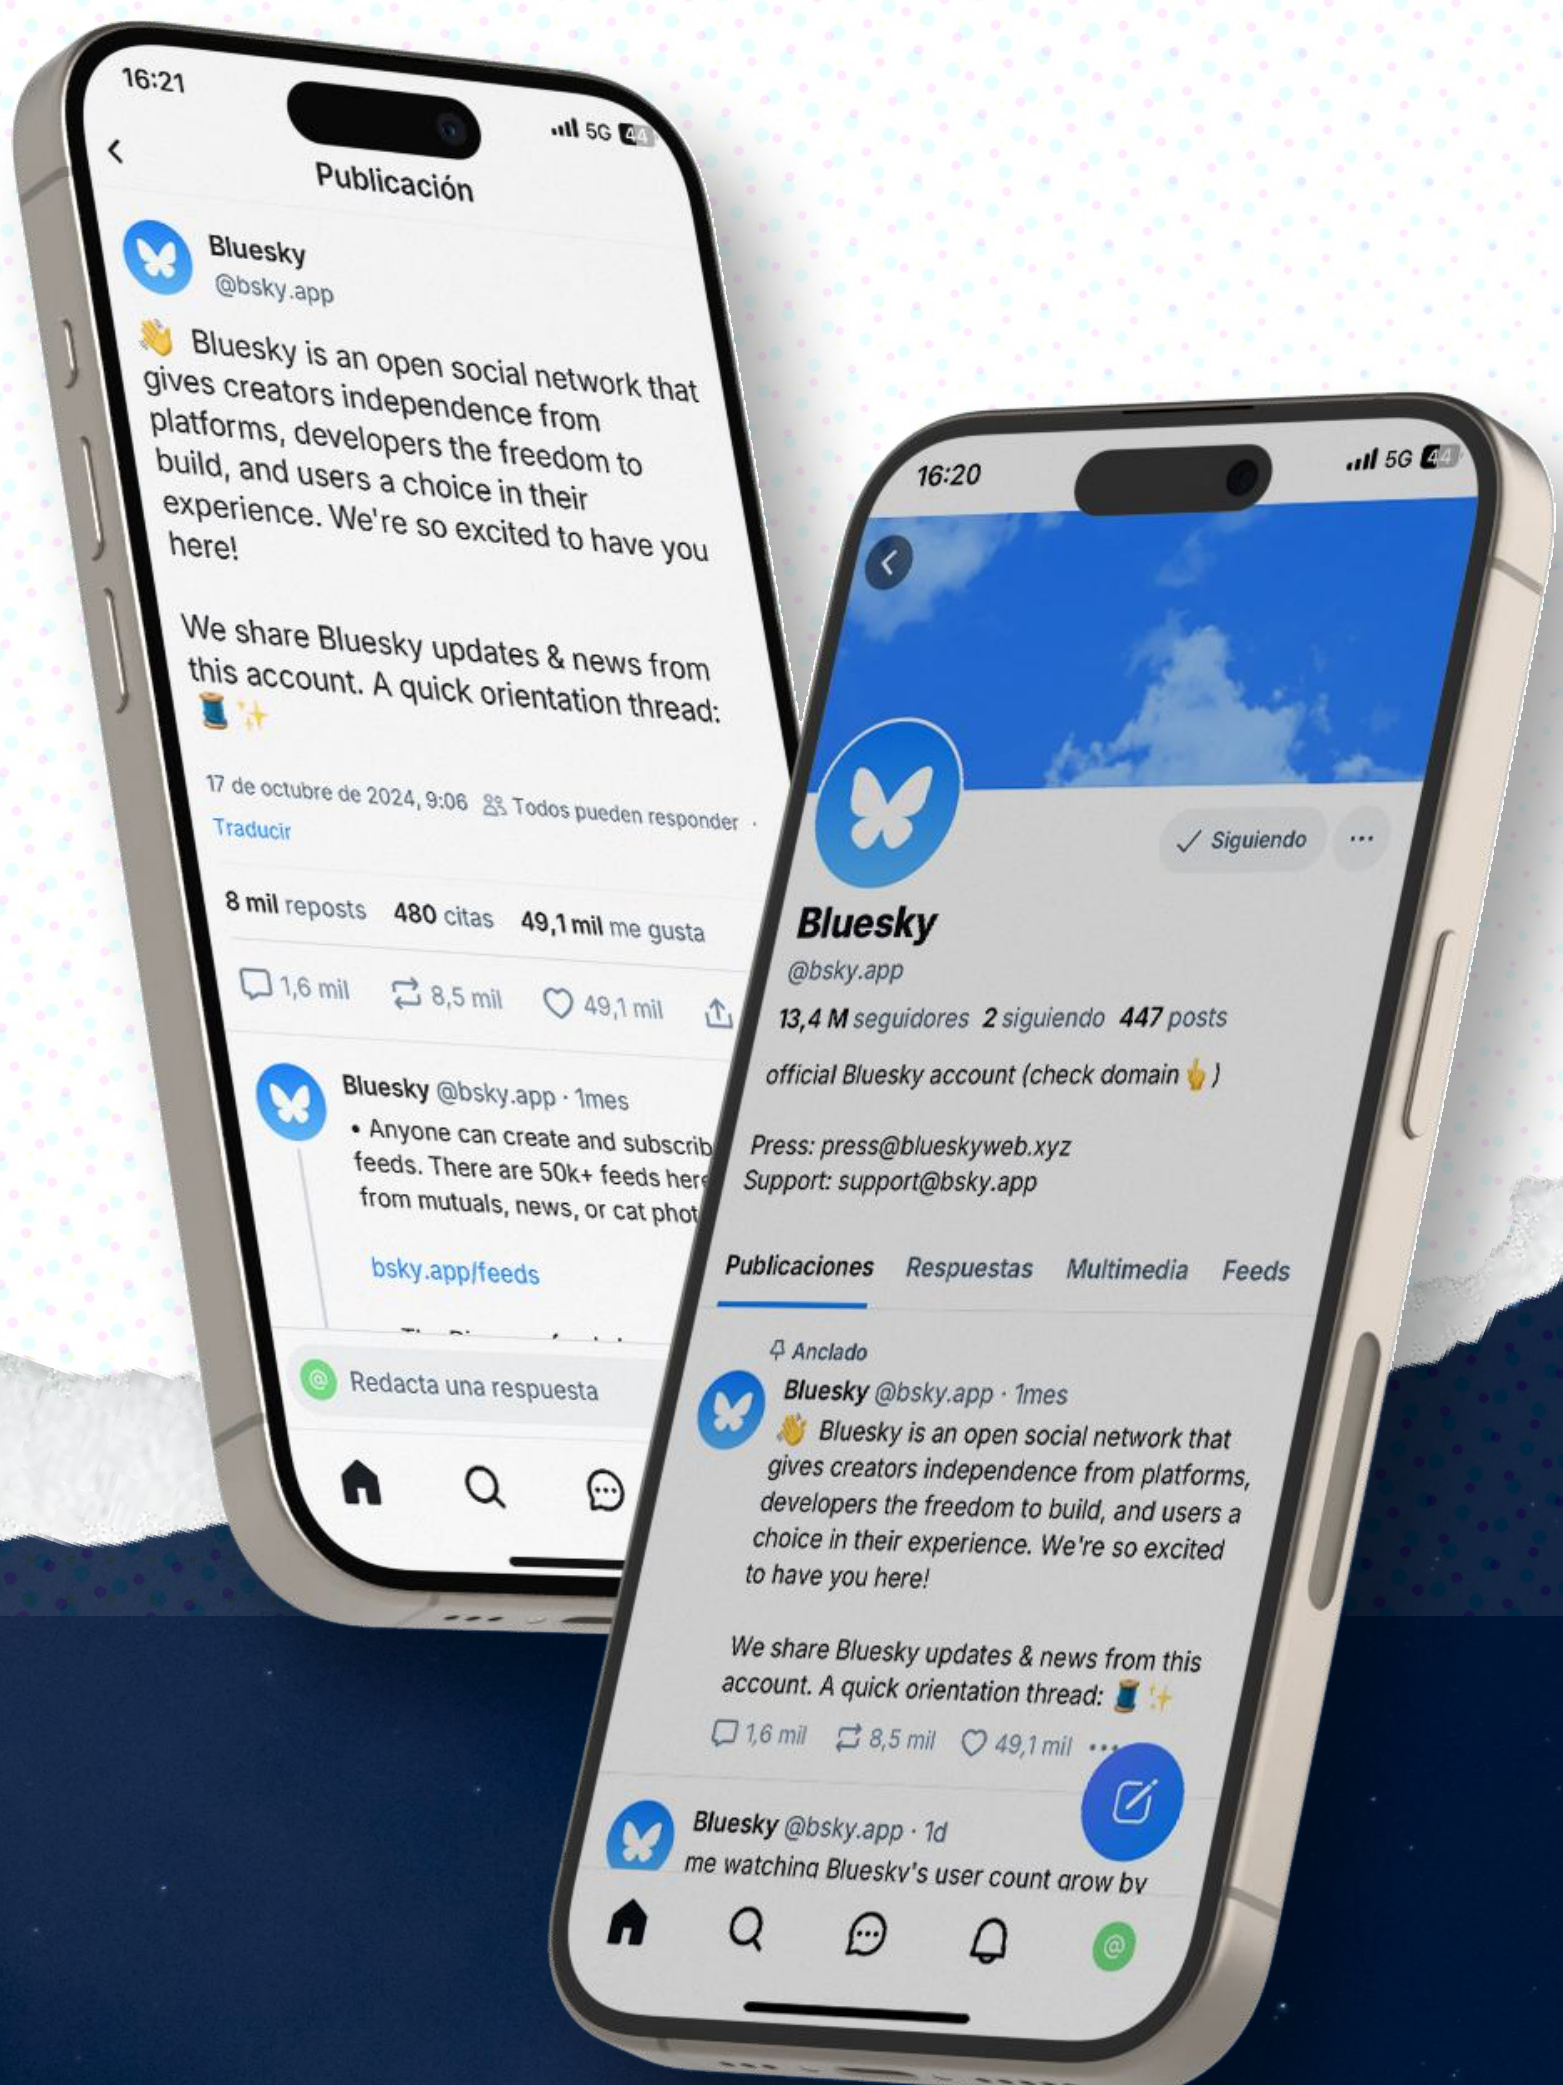 16:21
5G 44
Publicación
Bluesky
@bsky.app
👋 Bluesky is an open social network that
gives creators independence from
platforms, developers the freedom to
build, and users a choice in their
experience. We're so excited to have you
here!
We share Bluesky updates & news from
this account. A quick orientation thread:
🧵✨
17 de octubre de 2024, 9:06 Todos pueden responder ·
Traducir
8 mil reposts 480 citas 49,1 mil me gusta
1,6 mil 8,5 mil 49,1 mil
Bluesky @bsky.app · 1mes
• Anyone can create and subscrib
feeds. There are 50k+ feeds here
from mutuals, news, or cat phot
bsky.app/feeds
@ Redacta una respuesta
16:20
5G 44
Siguiendo
Bluesky
@bsky.app
13,4 M seguidores 2 siguiendo 447 posts
official Bluesky account (check domain 👆)
Press: press@blueskyweb.xyz
Support: support@bsky.app
Publicaciones Respuestas Multimedia Feeds
Anclado
Bluesky @bsky.app · 1mes
👋 Bluesky is an open social network that
gives creators independence from platforms,
developers the freedom to build, and users a
choice in their experience. We're so excited
to have you here!
We share Bluesky updates & news from this
account. A quick orientation thread: 🧵✨
1,6 mil 8,5 mil 49,1 mil
Bluesky @bsky.app · 1d
me watching Bluesky's user count grow by
@